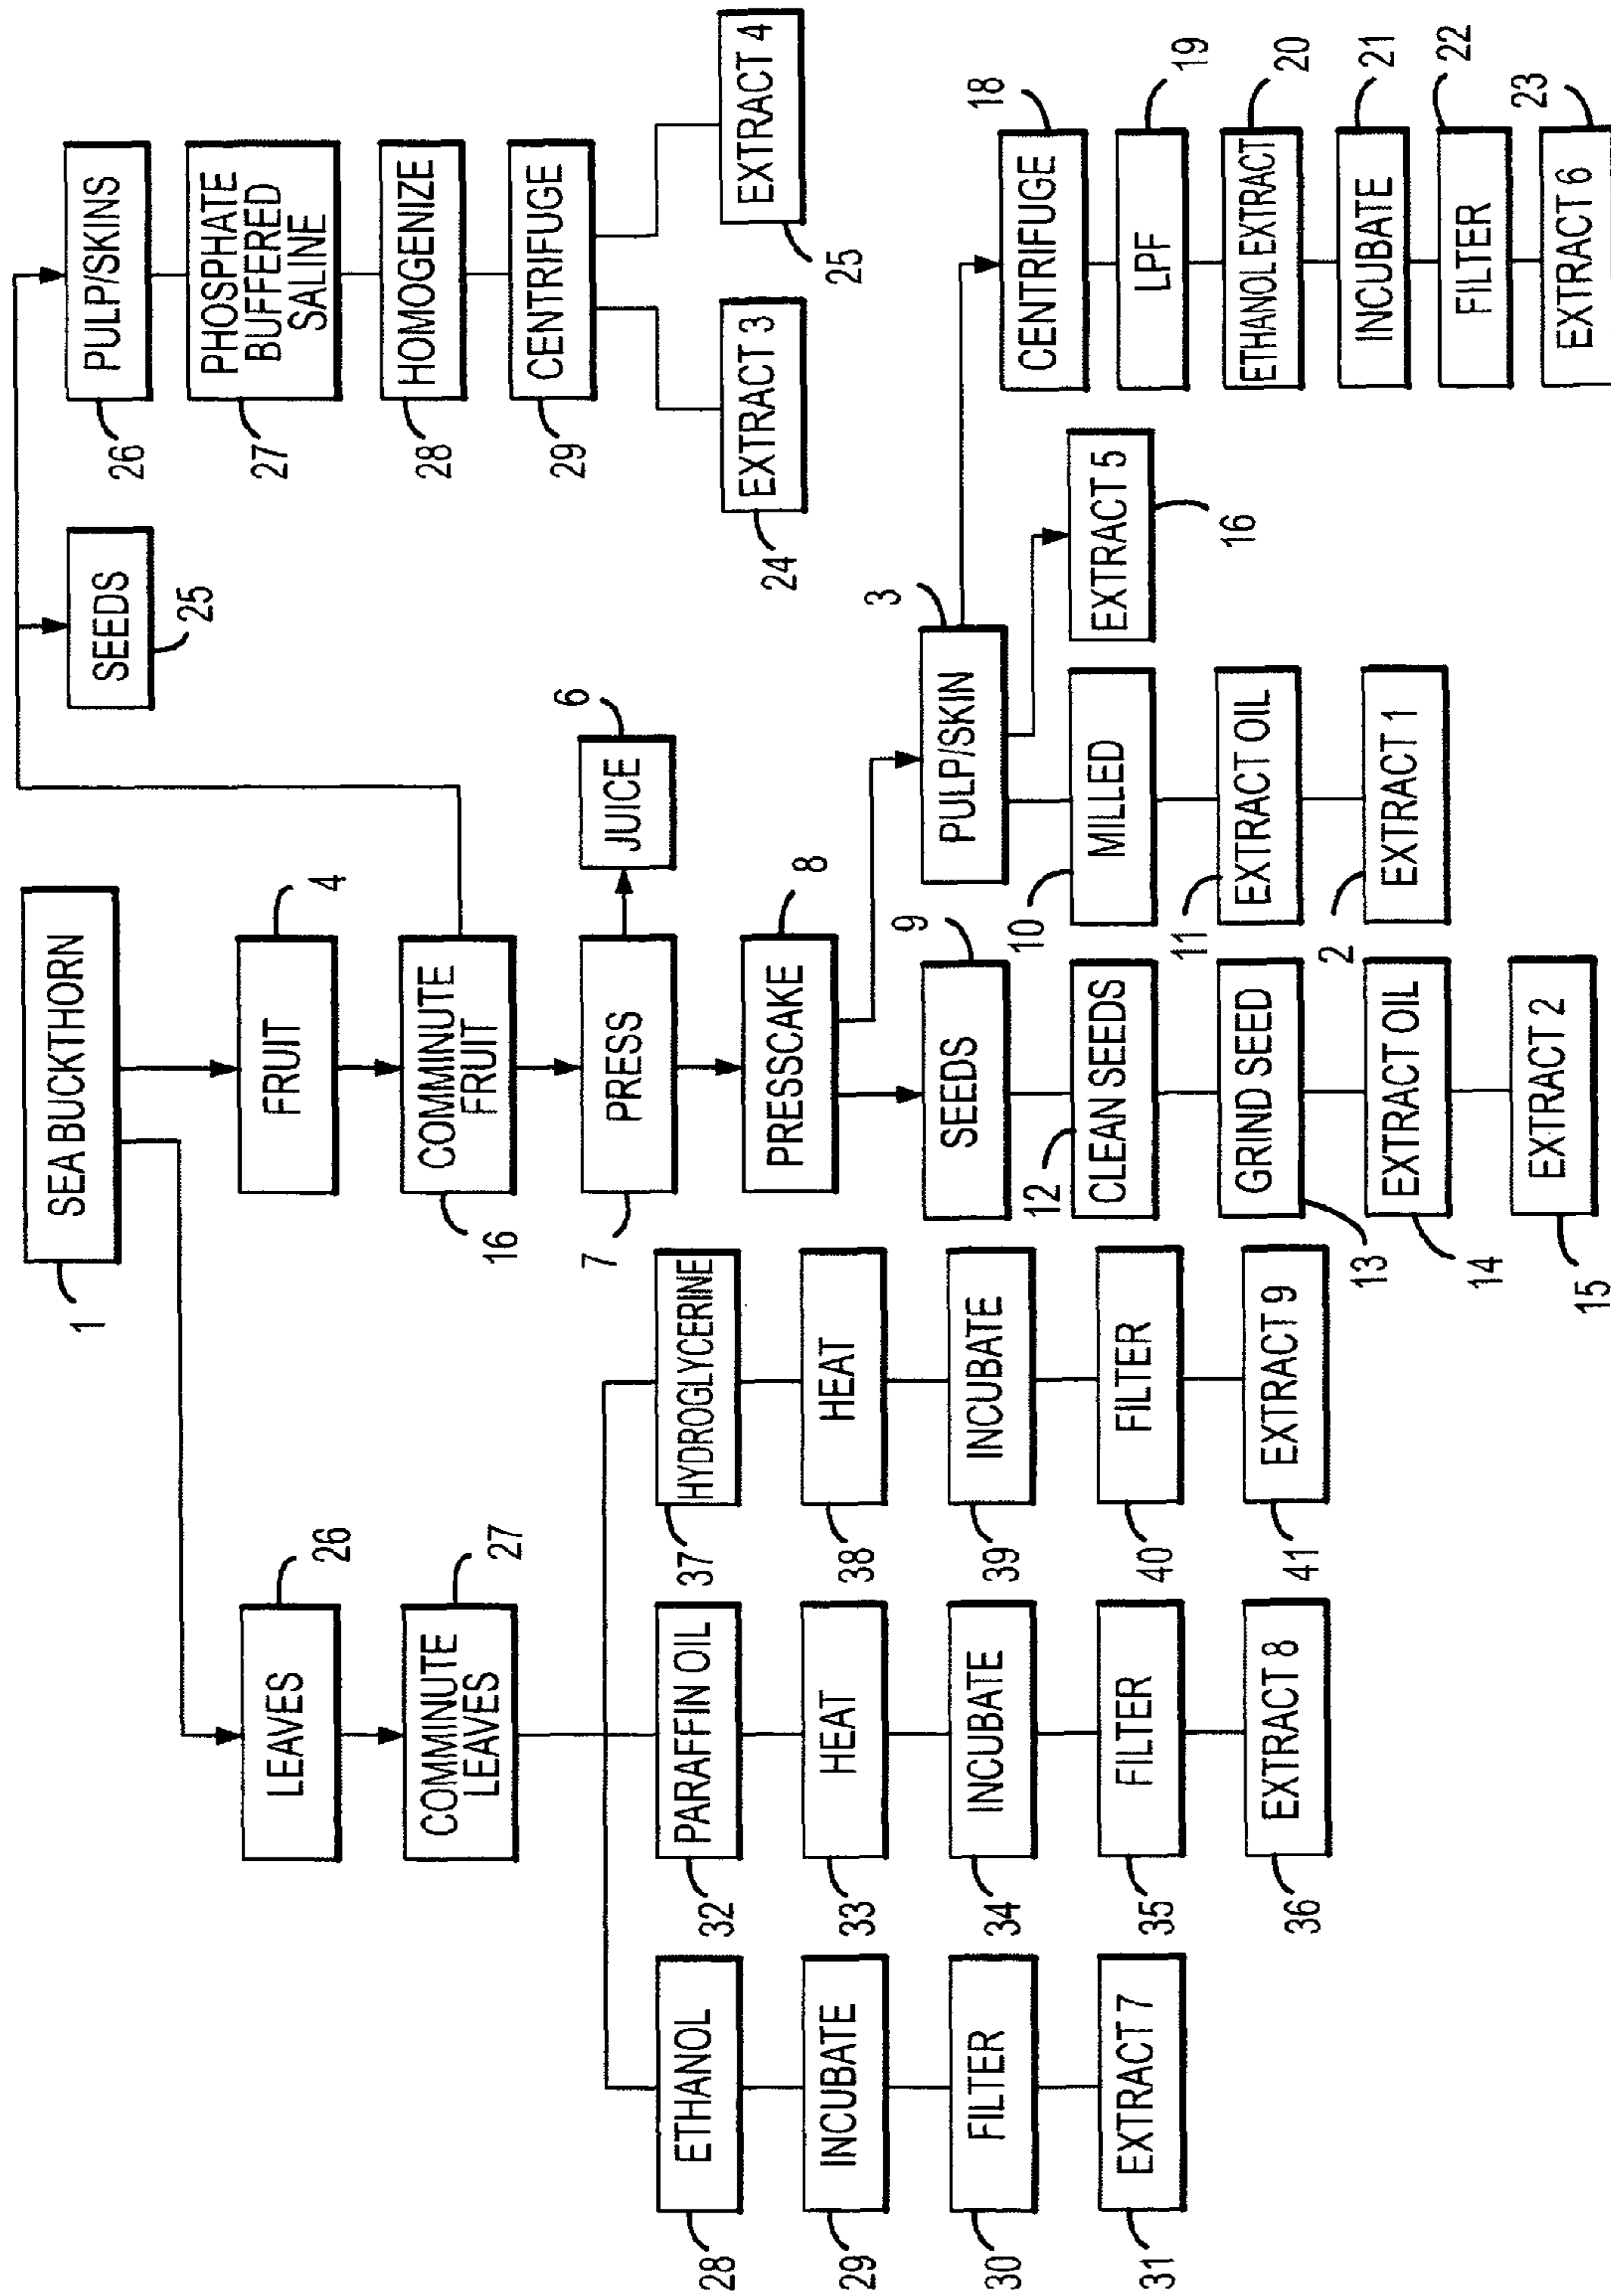 SEA BUCKTHORN
1
LEAVES
26
COMMINUTE
LEAVES
27
ETHANOL
28
INCUBATE
29
FILTER
30
EXTRACT 7
31
PARAFFIN OIL
32
HEAT
33
INCUBATE
34
FILTER
35
EXTRACT 8
36
HYDROGLYCERINE
37
HEAT
38
INCUBATE
39
FILTER
40
EXTRACT 9
41
FRUIT
4
COMMINUTE
FRUIT
16
PRESS
7
JUICE
6
PRESSCAKE
8
SEEDS
9
CLEAN SEEDS
12
GRIND SEED
13
EXTRACT OIL
14
EXTRACT 2
15
PULP/SKIN
3
MILLED
10
EXTRACT OIL
11
EXTRACT 1
2
EXTRACT 5
16
CENTRIFUGE
18
LPF
19
ETHANOL EXTRACT
20
INCUBATE
21
FILTER
22
EXTRACT 6
23
SEEDS
25
PULP/SKINS
26
PHOSPHATE
BUFFERED
SALINE
27
HOMOGENIZE
28
CENTRIFUGE
29
EXTRACT 3
24
EXTRACT 4
25